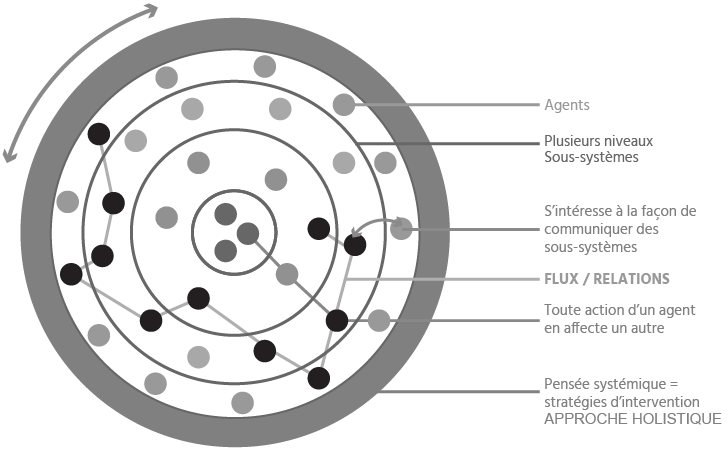 Agents
Plusieurs niveaux
Sous-systèmes
S’intéresse à la façon de
communiquer des
sous-systèmes
FLUX / RELATIONS
Toute action d’un agent
en affecte un autre
Pensée systémique =
stratégies d’intervention
APPROCHE HOLISTIQUE